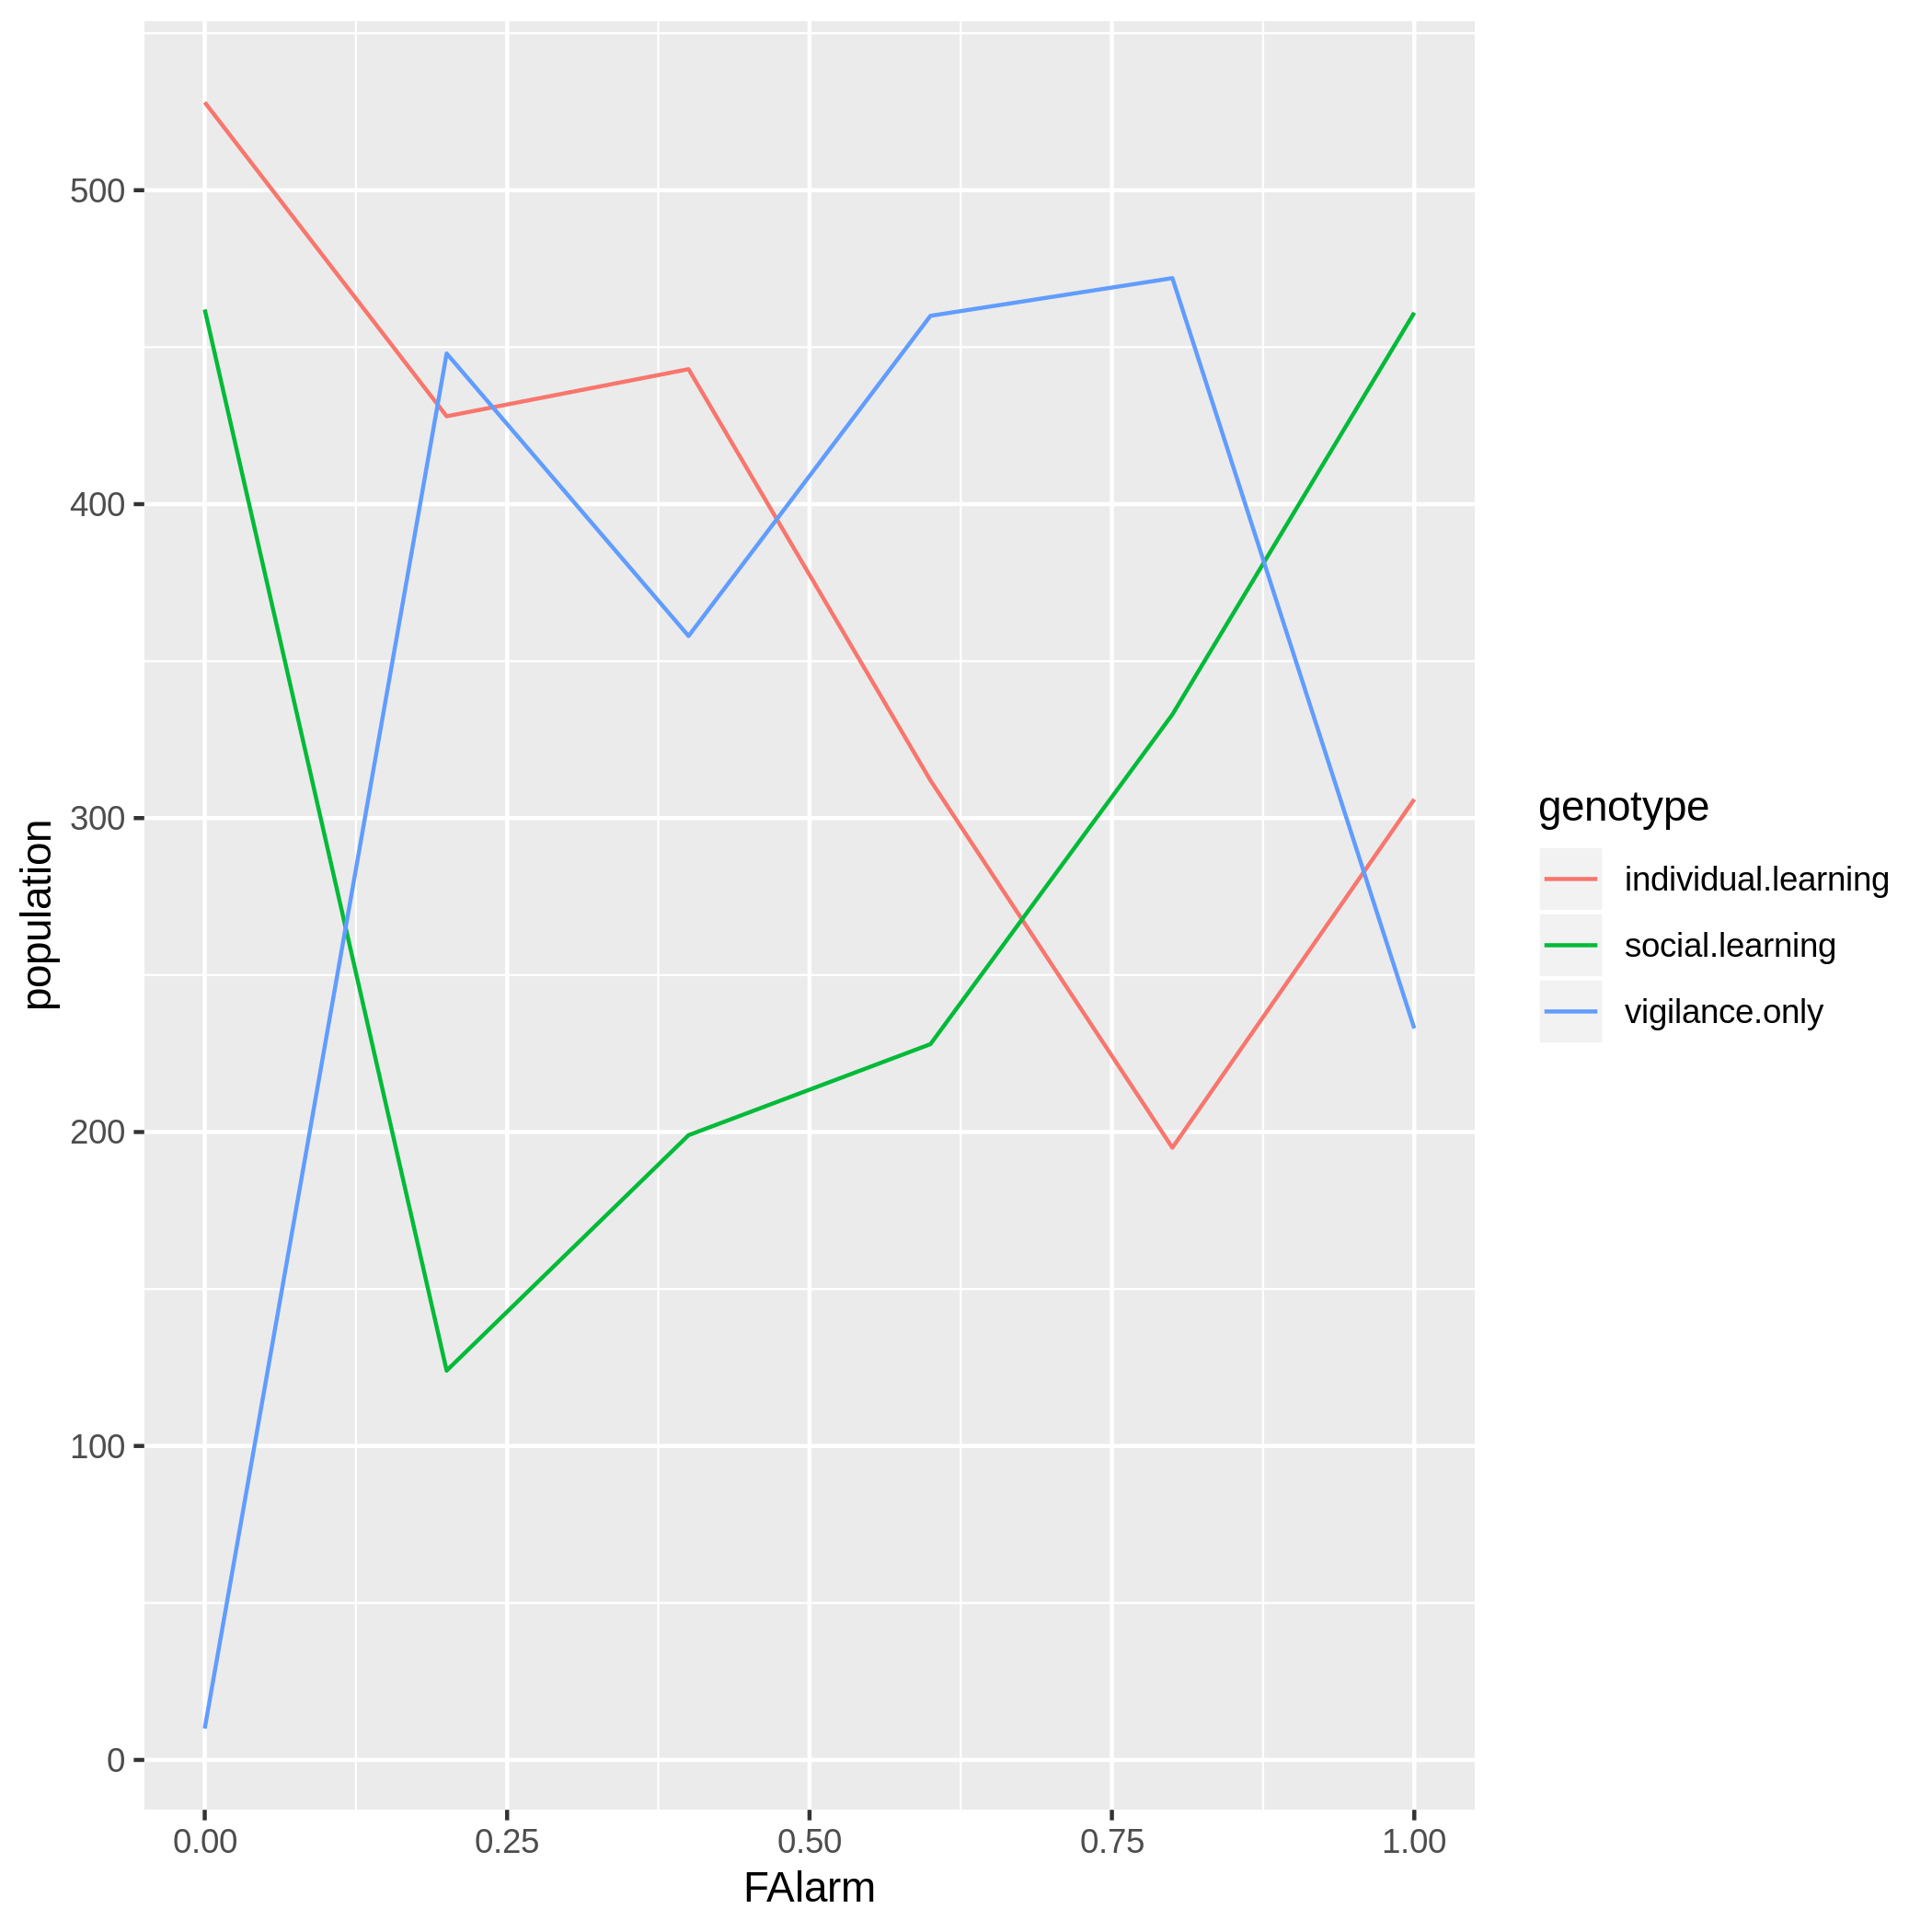 500
400
300
200
100
0
population
0.00 0.25 0.50 0.75 1.00
FAlarm
genotype
individual.learning
social.learning
vigilance.only